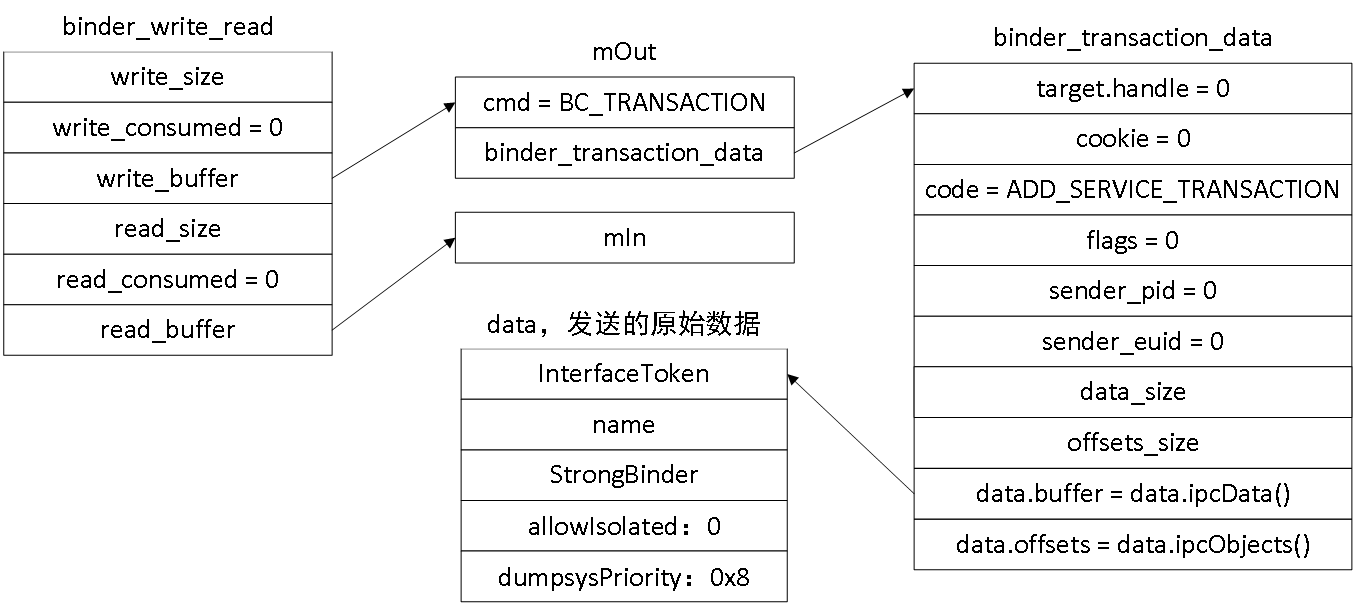 binder_write_read
write_size
write_consumed = 0
write_buffer
read_size
read_consumed = 0
read_buffer
mOut
cmd = BC_TRANSACTION
binder_transaction_data
mIn
data，发送的原始数据
InterfaceToken
name
StrongBinder
allowIsolated：0
dumpsysPriority：0x8
binder_transaction_data
target.handle = 0
cookie = 0
code = ADD_SERVICE_TRANSACTION
flags = 0
sender_pid = 0
sender_euid = 0
data_size
offsets_size
data.buffer = data.ipcData()
data.offsets = data.ipcObjects()